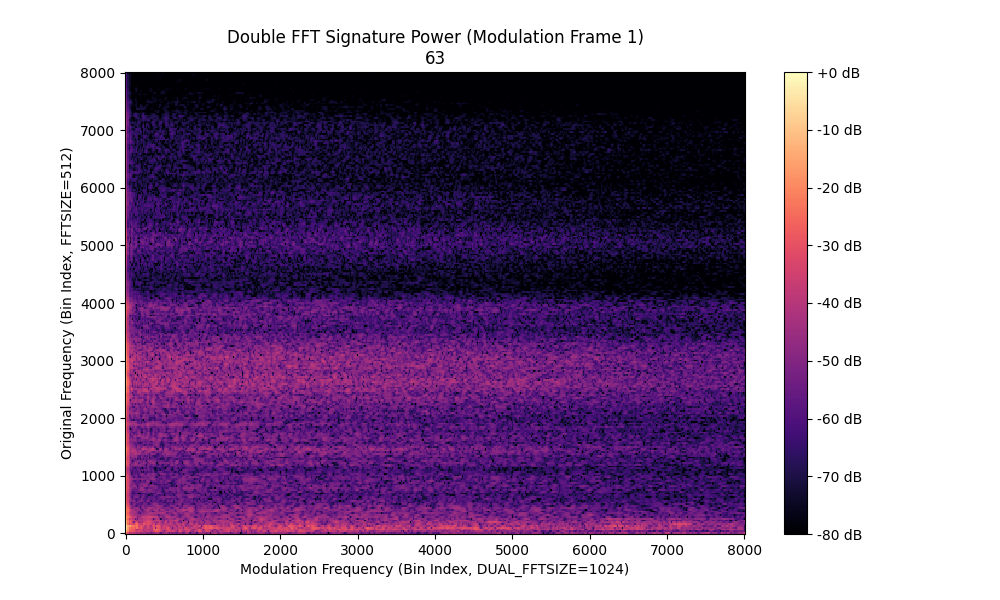 Double FFT Signature Power (Modulation Frame 1)
63
8000
7000
6000
5000
4000
3000
2000
1000
0
Original Frequency (Bin Index, FFTSIZE=512)
0 1000 2000 3000 4000 5000 6000 7000 8000
Modulation Frequency (Bin Index, DUAL_FFTSIZE=1024)
+0 dB
-10 dB
-20 dB
-30 dB
-40 dB
-50 dB
-60 dB
-70 dB
-80 dB